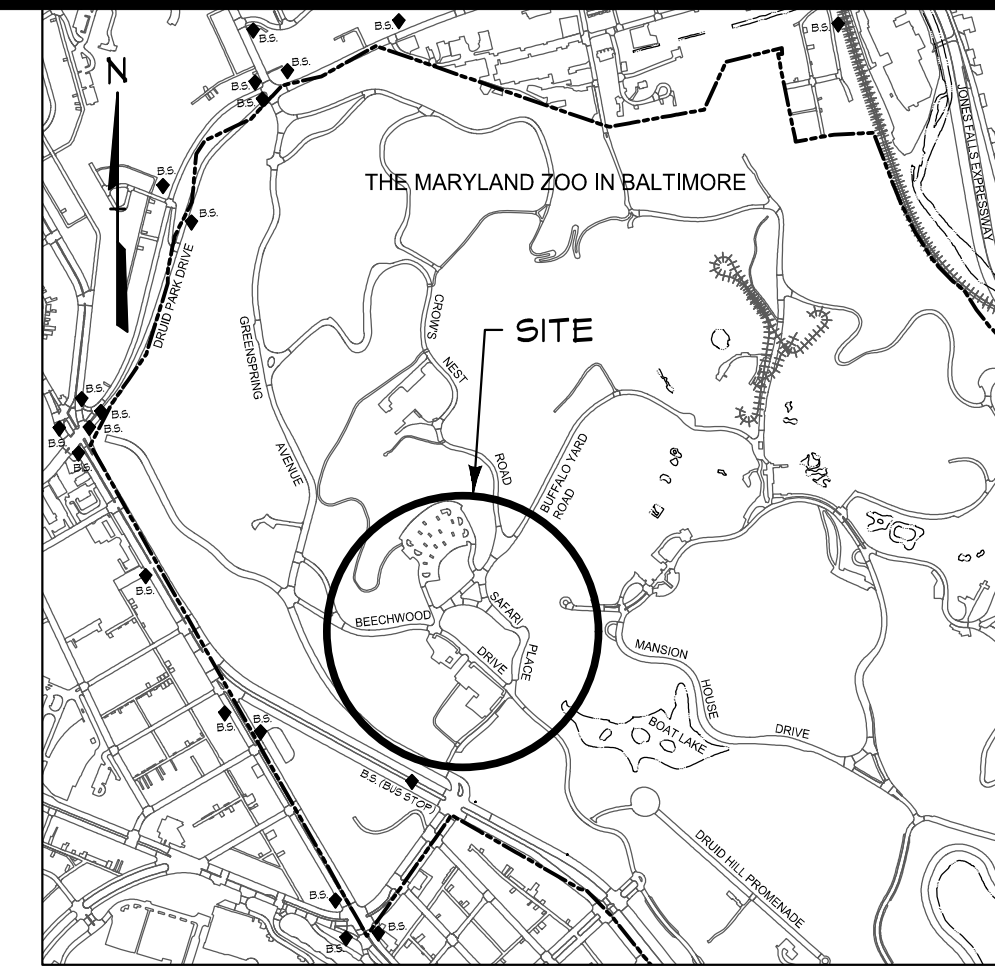 B.S.
B.S.
B.S.
B.S.
B.S.
B.S.
N
JONES FALLS EXPRESSWAY
THE MARYLAND ZOO IN BALTIMORE
B.S.
B.S.
DRUID PARK DRIVE
GREENSPRING
AVENUE
CROW'S
NEST
ROAD
SITE
BUFFALO YARD
ROAD
B.S.
B.S.
B.S.
B.S.
B.S.
B.S.
BEECHWOOD
DRIVE
SAFARI
PLACE
MANSION
HOUSE
DRIVE
BOAT LAKE
B.S.
B.S.
B.S. (BUS STOP)
DRUID HILL PROMENADE
B.S.
B.S.
B.S.